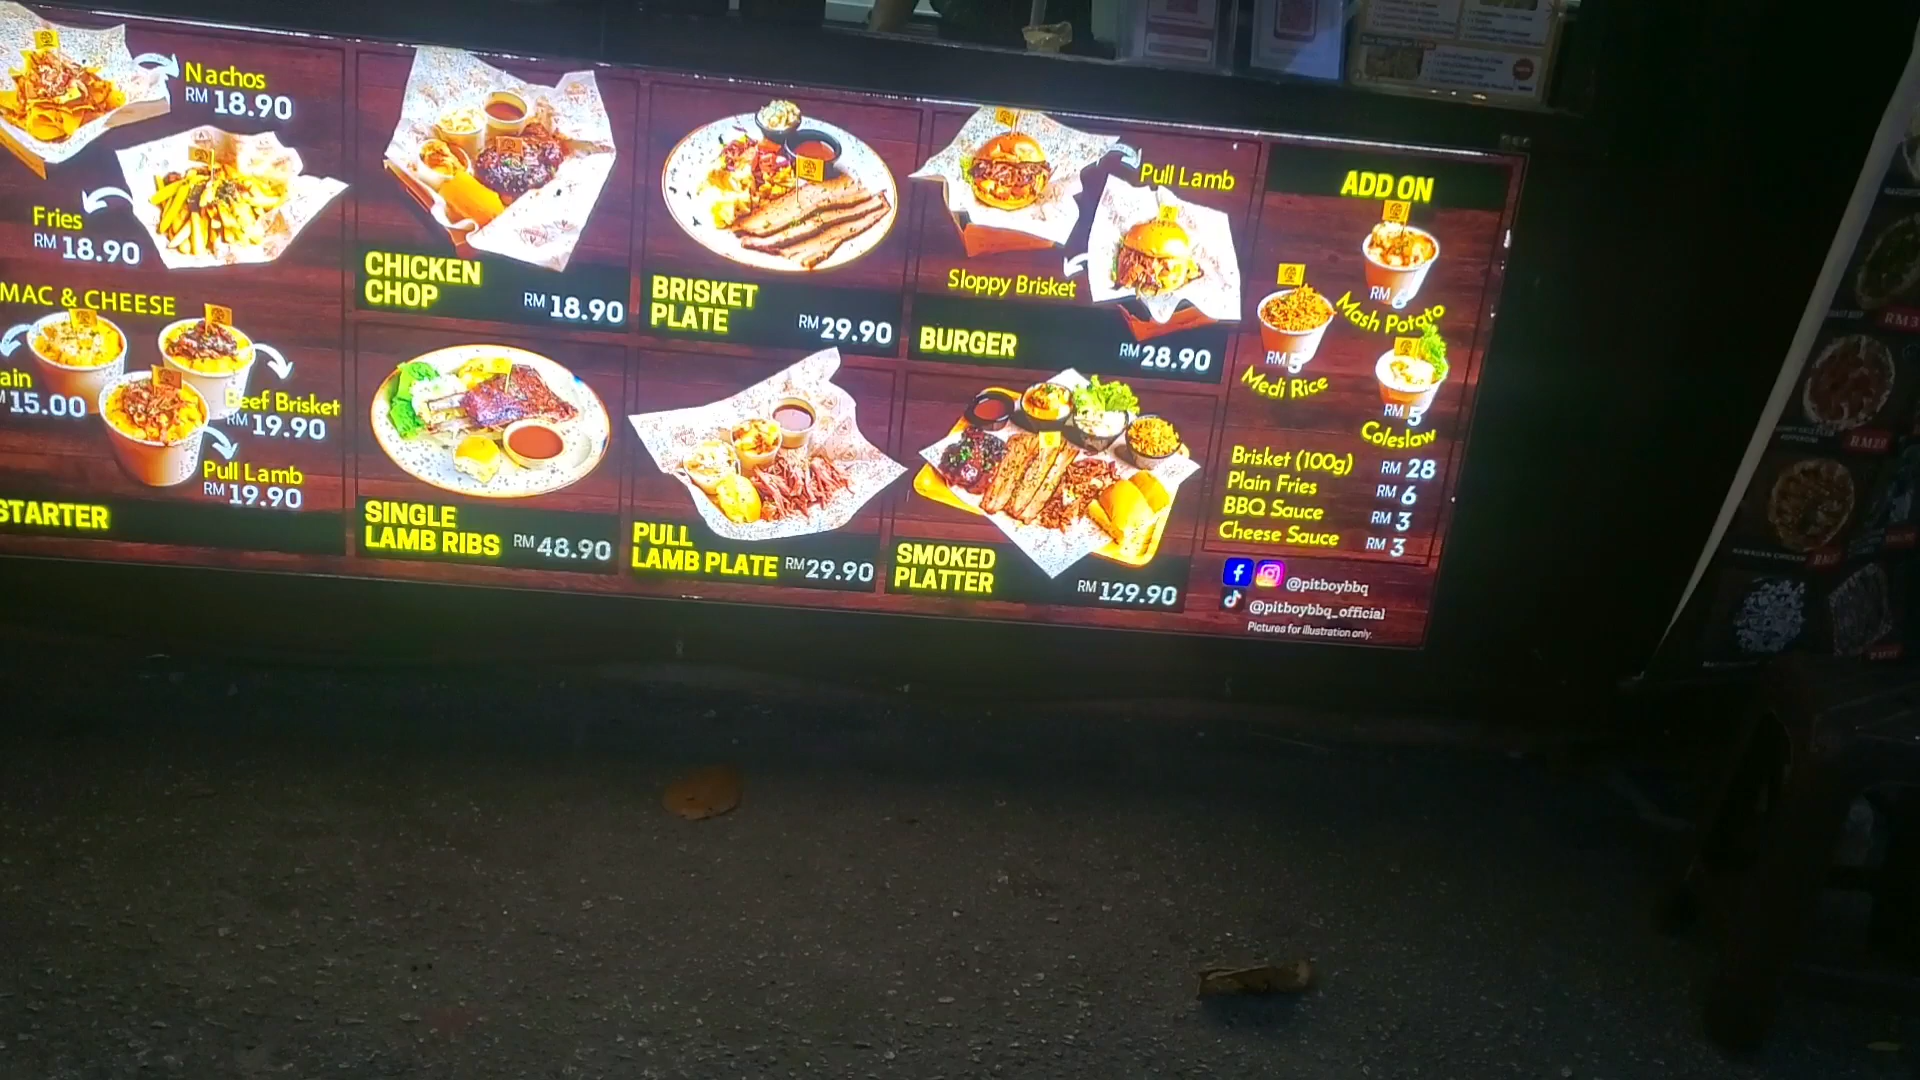 Nachos
RM 18.90
Fries
RM 18.90
MAC & CHEESE
15.00
Beef Brisket
RM 19.90
Pull Lamb
RM 19.90
STARTER
CHICKEN
CHOP
RM 18.90
BRISKET
PLATE
RM 29.90
Pull Lamb
Sloppy Brisket
BURGER
RM 28.90
SINGLE
LAMB RIBS
RM 48.90
PULL
LAMB PLATE
RM 29.90
SMOKED
PLATTER
RM 129.90
ADD ON
RM
Mash Potato
RM 5
Medi Rice
RM 5
Coleslaw
Brisket (100g) RM 28
Plain Fries RM 6
BBQ Sauce RM 3
Cheese Sauce RM 3
@pitboybbq
@pitboybbq_official
Pictures for illustration only.